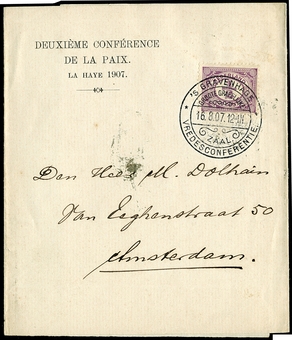 DEUXIÈME CONFÉRENCE
DE LA PAIX.
LA HAYE 1907.
'S GRAVENHAGE
16.8.07. 12-1N
ZAAL
VREDESCONFERENTIE
Den Heer M. Dolhain
Van Eeghenstraat 50
Amsterdam.